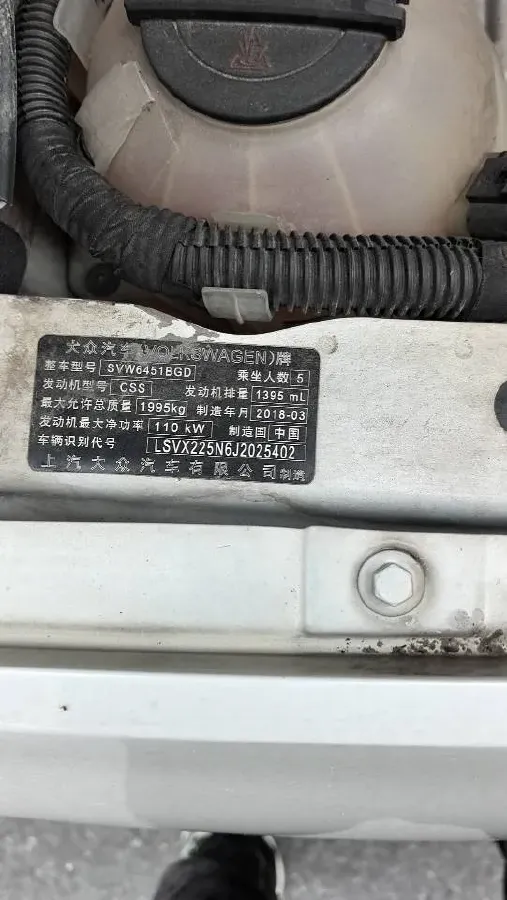 大众汽车(VOLKSWAGEN)牌
整车型号 SVW6451BGD 乘坐人数 5
发动机型号 CSS 发动机排量 1395 mL
最大允许总质量 1995kg 制造年月 2018-03
发动机最大净功率 110 kW 制造国 中国
车辆识别代号 LSVX225N6J2025402
上汽大众汽车有限公司 制造